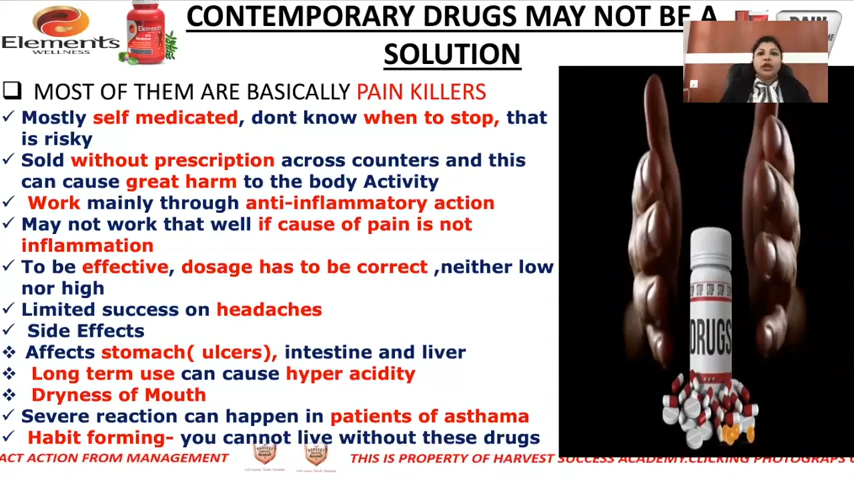 CONTEMPORARY DRUGS MAY NOT BE A
SOLUTION
Elements
WELLNESS
MOST OF THEM ARE BASICALLY PAIN KILLERS
Mostly self medicated, dont know when to stop, that
is risky
Sold without prescription across counters and this
can cause great harm to the body Activity
Work mainly through anti-inflammatory action
May not work that well if cause of pain is not
inflammation
To be effective, dosage has to be correct ,neither low
nor high
Limited success on headaches
Side Effects
Affects stomach( ulcers), intestine and liver
Long term use can cause hyper acidity
Dryness of Mouth
Severe reaction can happen in patients of asthama
Habit forming- you cannot live without these drugs
STOP STOP STOP
DRUGS
ACT ACTION FROM MANAGEMENT
THIS IS PROPERTY OF HARVEST SUCCESS ACADEMY.CLICKING PHOTOGRAPS